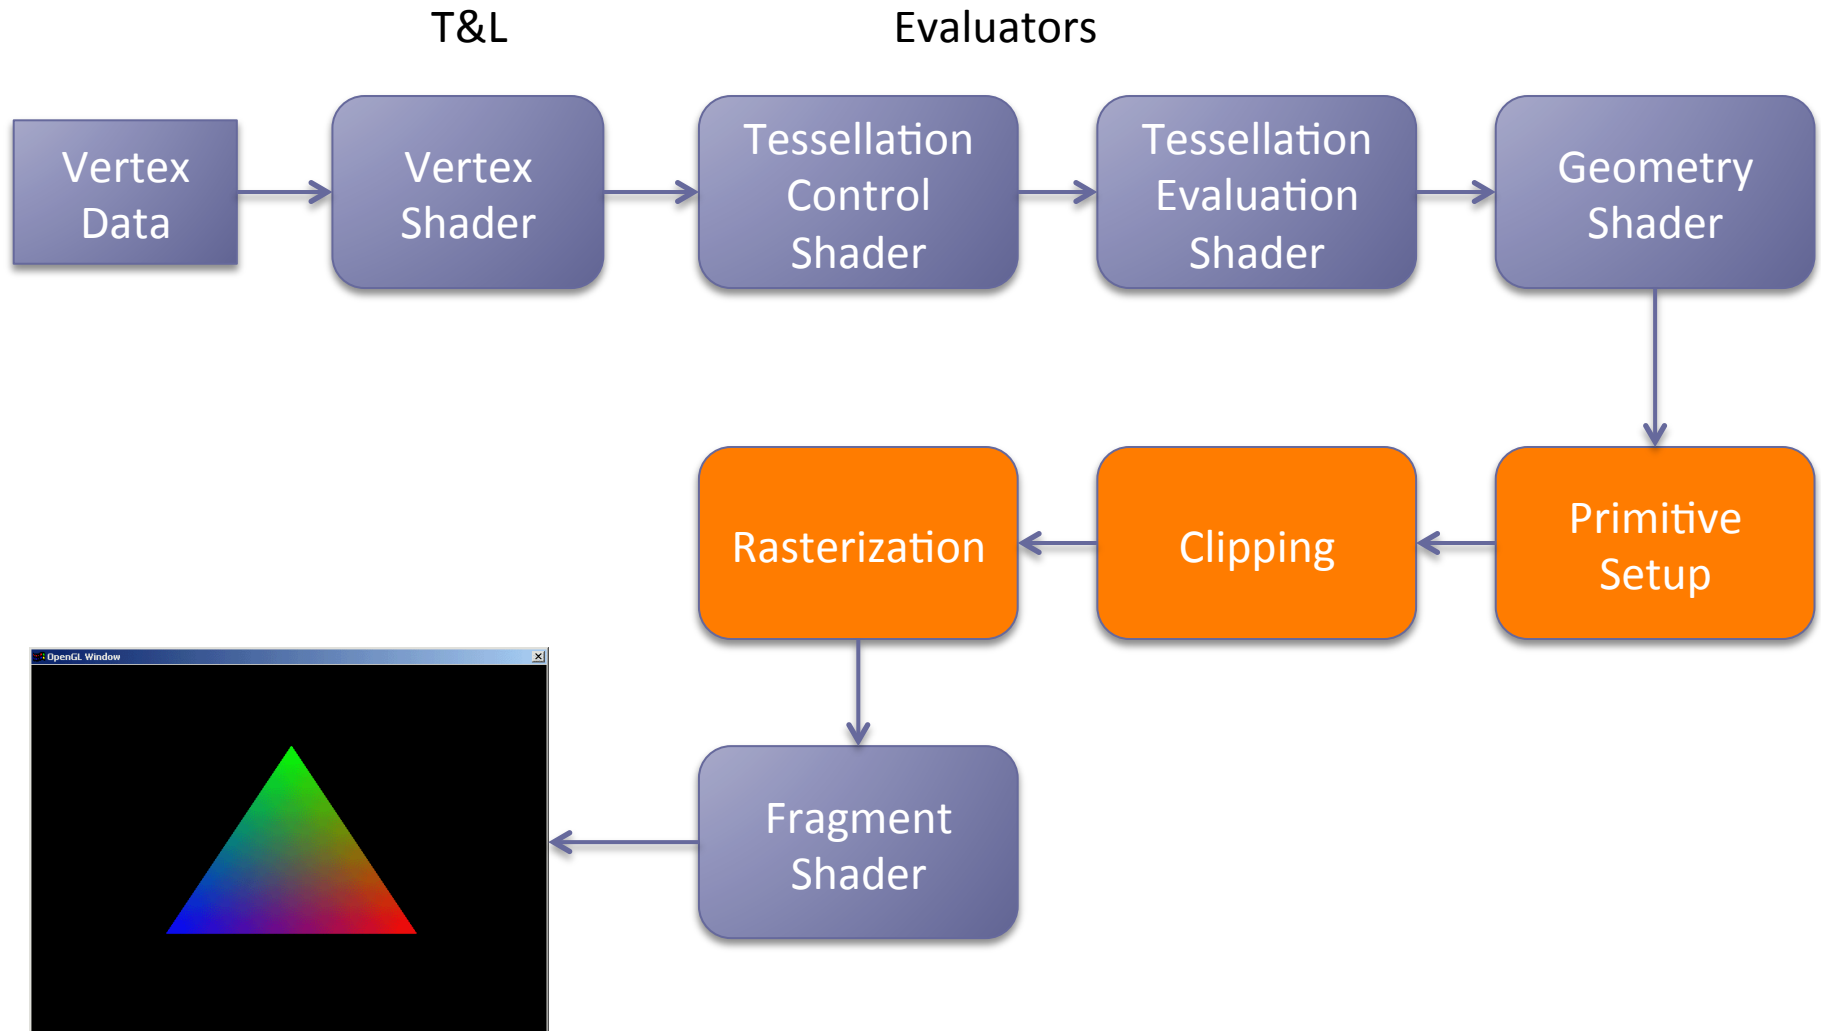 T&L
Evaluators
Vertex
Data
Vertex
Shader
Tessellation
Control
Shader
Tessellation
Evaluation
Shader
Geometry
Shader
Rasterization
Clipping
Primitive
Setup
OpenGL Window
Fragment
Shader